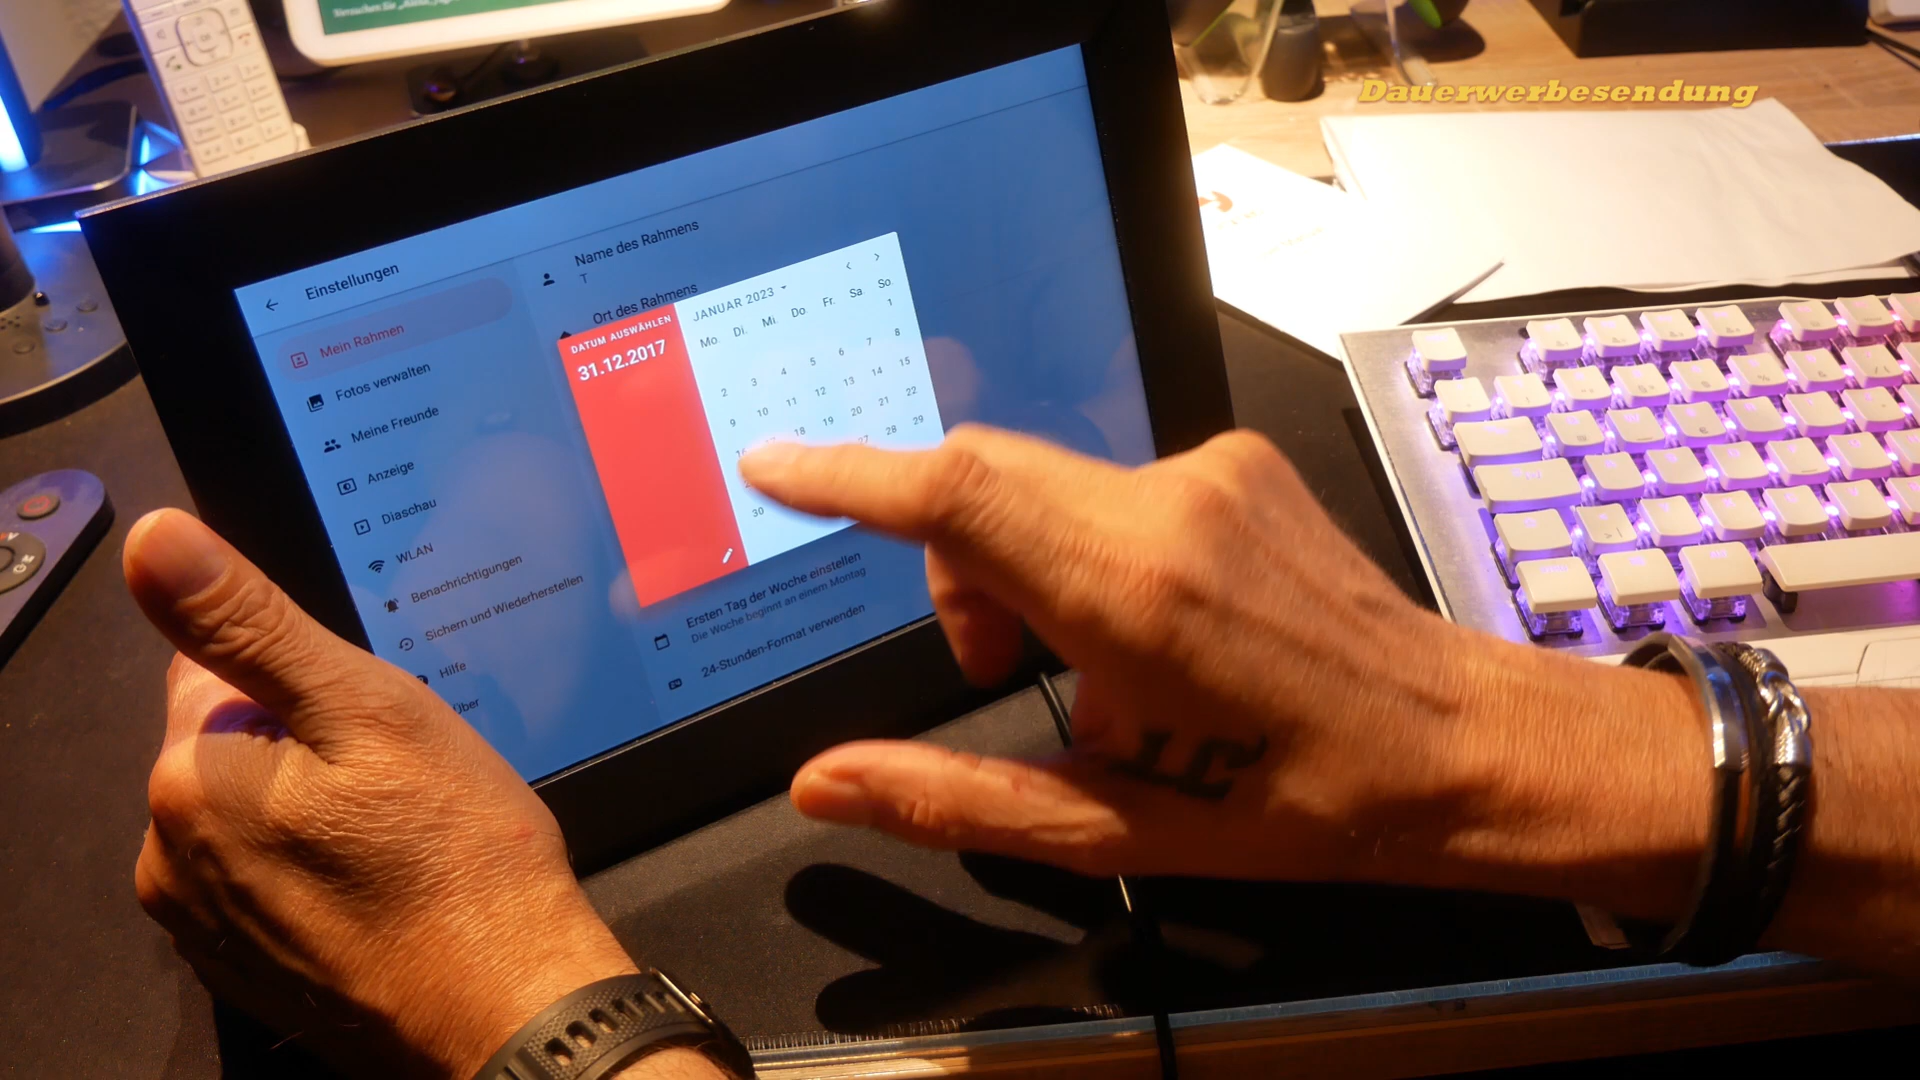 Dauerwerbesendung
Einstellungen
Mein Rahmen
Fotos verwalten
Meine Freunde
Anzeige
Diaschau
WLAN
Benachrichtigungen
Sichern und Wiederherstellen
Hilfe
Über
Name des Rahmens
T
Ort des Rahmens
DATUM AUSWÄHLEN
31.12.2017
JANUAR 2023
Mo Di. Mi. Do. Fr. Sa. So.
1
2 3 4 5 6 7 8
9 10 11 12 13 14 15
16 17 18 19 20 21 22
27 28 29
30
Ersten Tag der Woche einstellen
Die Woche beginnt an einem Montag
24-Stunden-Format verwenden